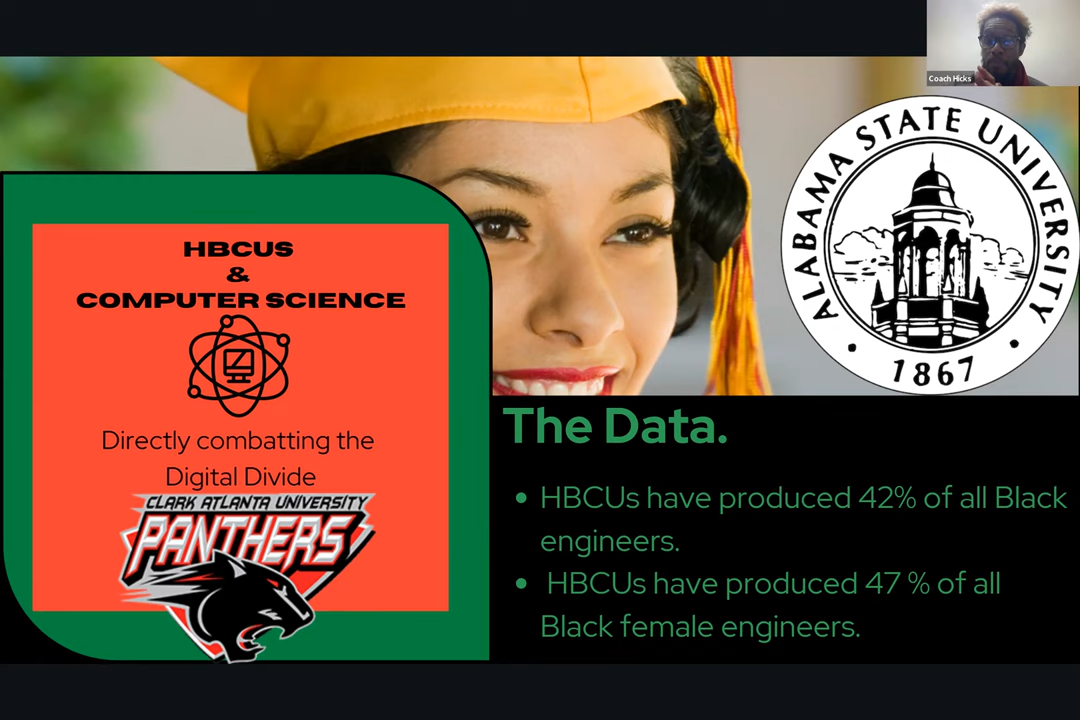 Coach Hicks
ALABAMA STATE UNIVERSITY
1867
HBCUS
&
COMPUTER SCIENCE
Directly combatting the
Digital Divide
CLARK ATLANTA UNIVERSITY
PANTHERS
The Data.
HBCUs have produced 42% of all Black
engineers.
HBCUs have produced 47 % of all
Black female engineers.